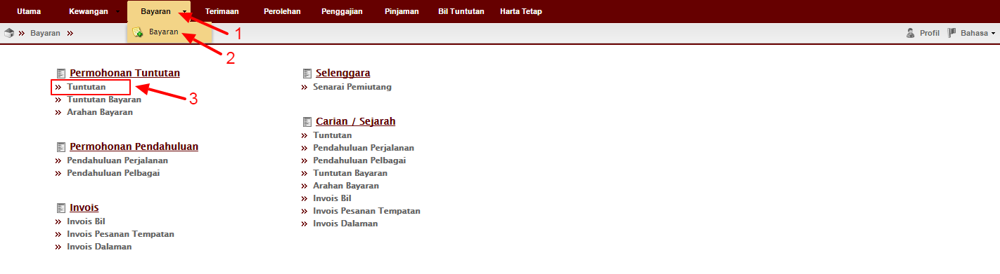 Utama Kewangan Bayaran Terimaan Perolehan Penggajian Pinjaman Bil Tuntutan Harta Tetap
Bayaran Bayaran 1 Profil Bahasa
2
Permohonan Tuntutan
Tuntutan
3
Tuntutan Bayaran
Arahan Bayaran
Permohonan Pendahuluan
Pendahuluan Perjalanan
Pendahuluan Pelbagai
Invois
Invois Bil
Invois Pesanan Tempatan
Invois Dalaman
Selenggara
Senarai Pemiutang
Carian / Sejarah
Tuntutan
Pendahuluan Perjalanan
Pendahuluan Pelbagai
Tuntutan Bayaran
Arahan Bayaran
Invois Bil
Invois Pesanan Tempatan
Invois Dalaman